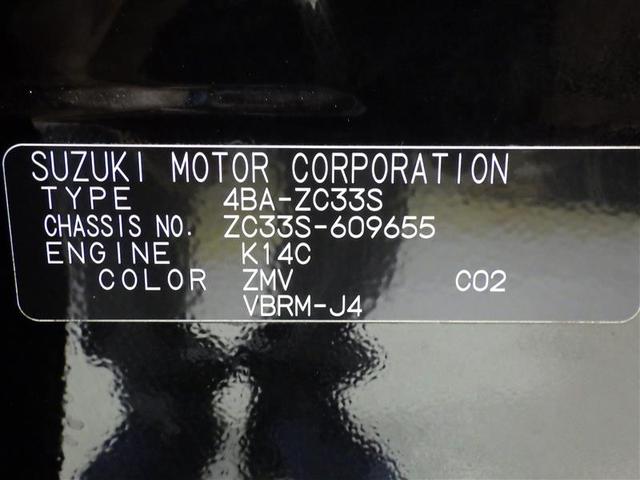 SUZUKI MOTOR CORPORATION
TYPE 4BA-ZC33S
CHASSIS NO. ZC33S-609655
ENGINE K14C
COLOR ZMV C02
VBRM-J4